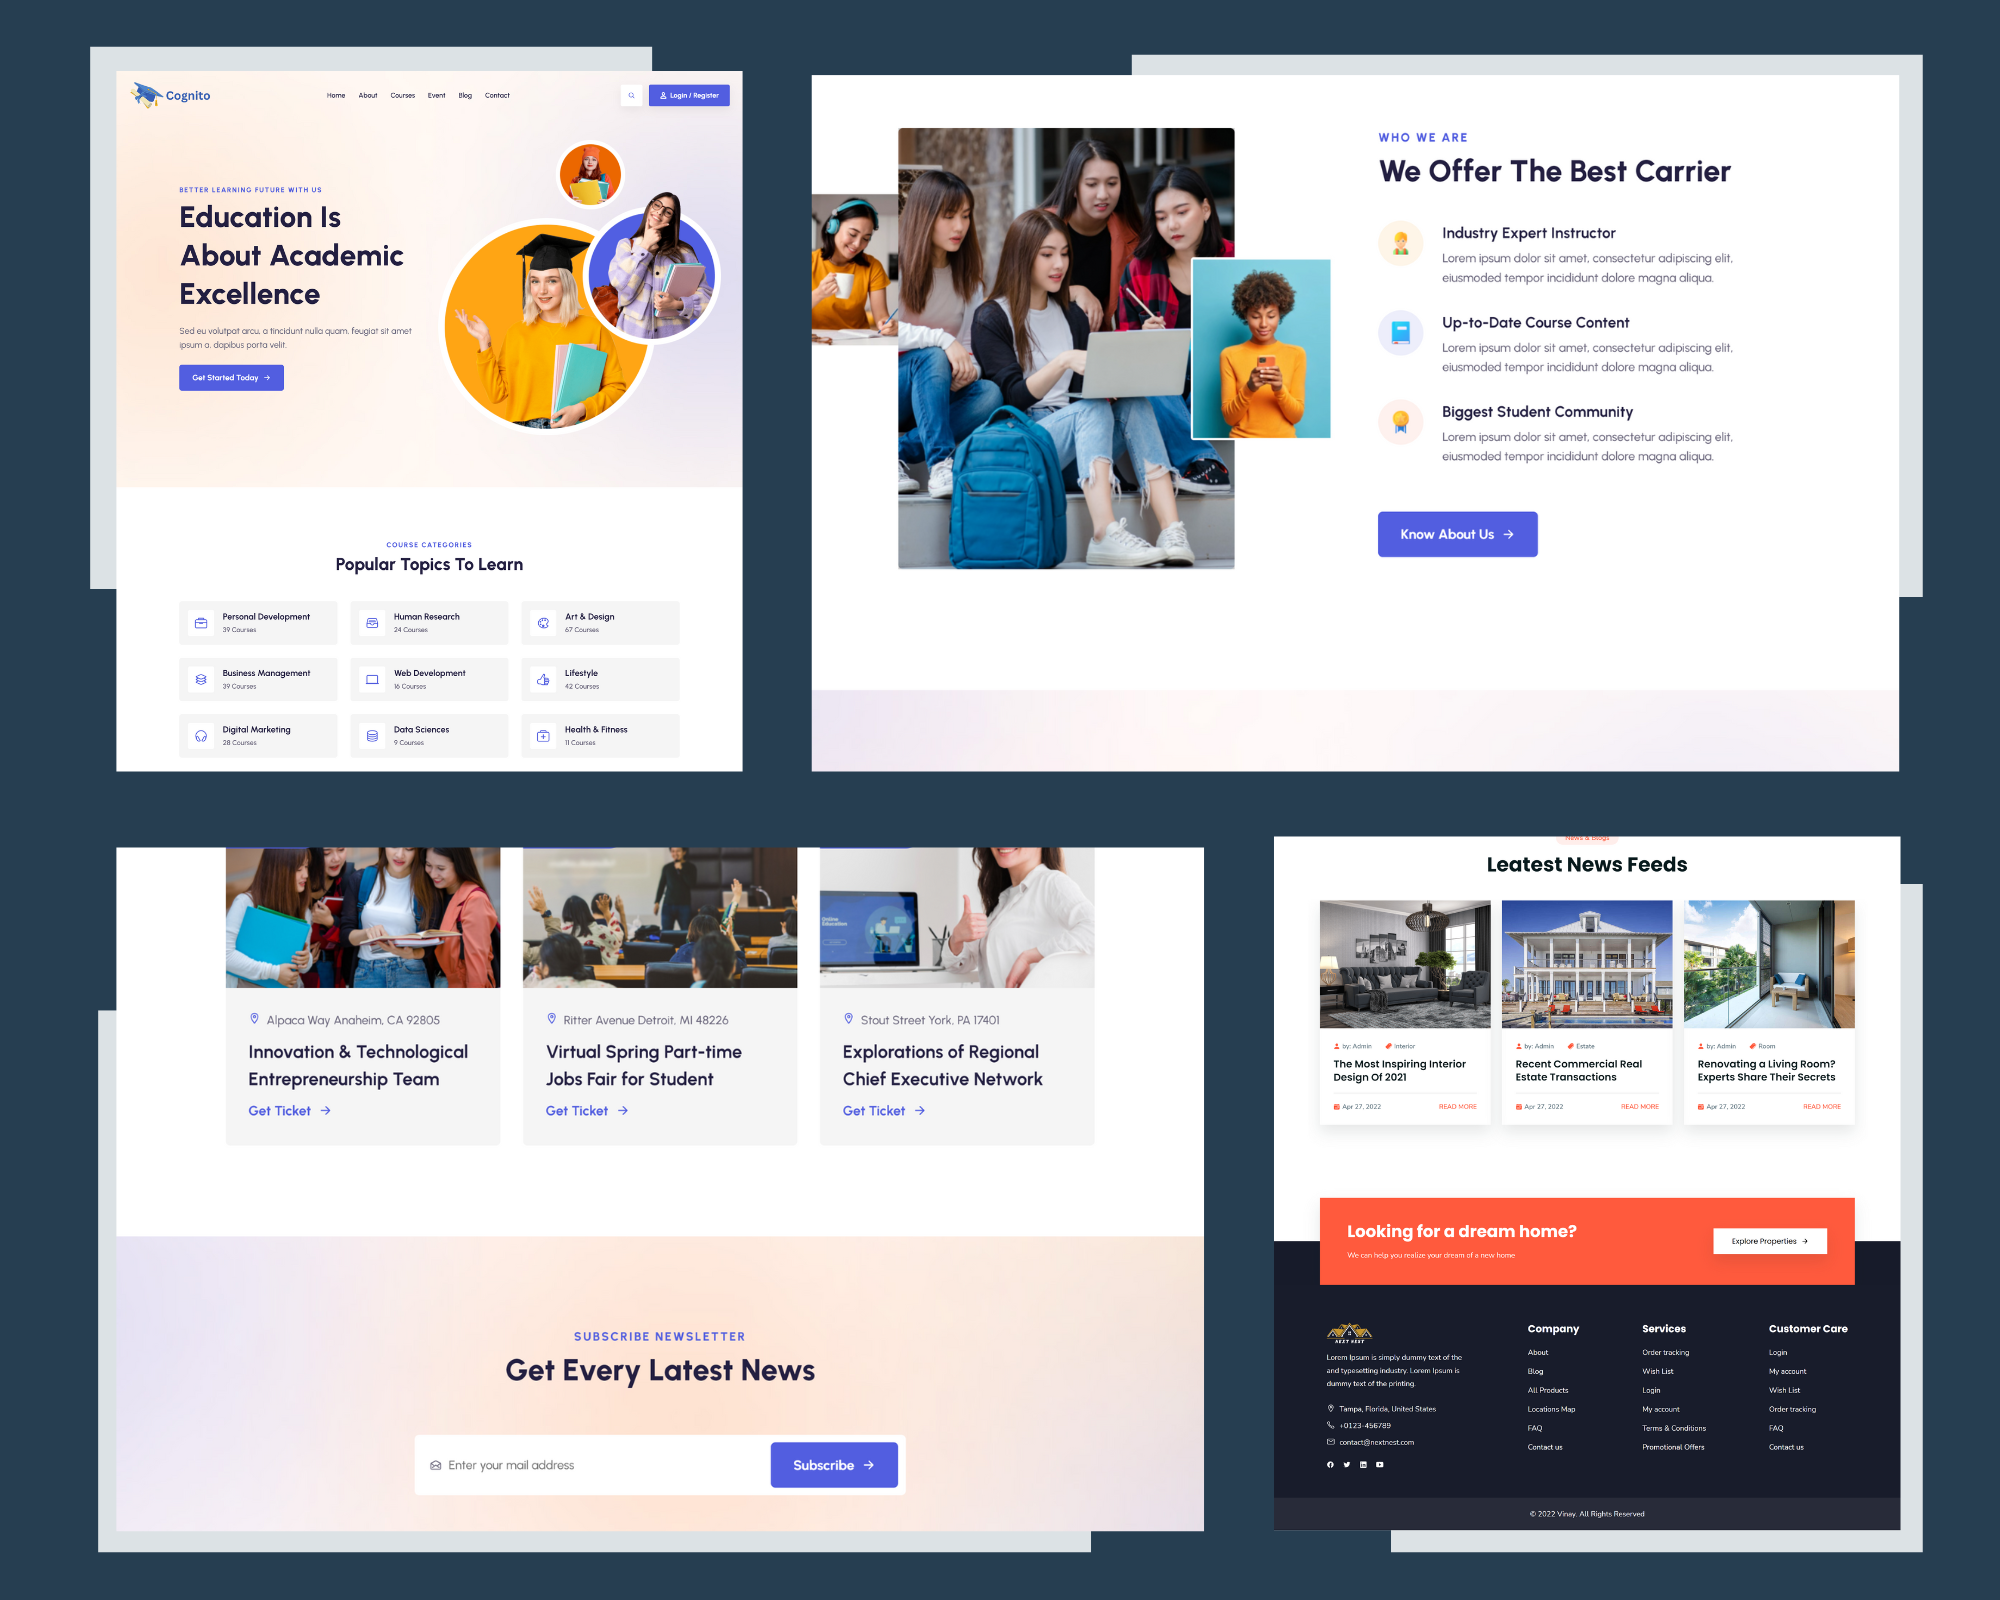 Cognito
Home About Courses Event Blog Contact
Login / Register
BETTER LEARNING FUTURE WITH US
Education Is
About Academic
Excellence
Sed eu volutpat arcu, a tincidunt nulla quam. feugiat sit amet
ipsum a. dapibus porta velit.
Get Started Today
COURSE CATEGORIES
Popular Topics To Learn
Personal Development
39 Courses
Human Research
24 Courses
Art & Design
67 Courses
Business Management
39 Courses
Web Development
16 Courses
Lifestyle
42 Courses
Digital Marketing
28 Courses
Data Sciences
9 Courses
Health & Fitness
11 Courses
WHO WE ARE
We Offer The Best Carrier
Industry Expert Instructor
Lorem ipsum dolor sit amet, consectetur adipiscing elit,
eiusmoded tempor incididunt dolore magna aliqua.
Up-to-Date Course Content
Lorem ipsum dolor sit amet, consectetur adipiscing elit,
eiusmoded tempor incididunt dolore magna aliqua.
Biggest Student Community
Lorem ipsum dolor sit amet, consectetur adipiscing elit,
eiusmoded tempor incididunt dolore magna aliqua.
Know About Us
Online
Education
Alpaca Way Anaheim, CA 92805
Innovation & Technological
Entrepreneurship Team
Get Ticket
Ritter Avenue Detroit, MI 48226
Virtual Spring Part-time
Jobs Fair for Student
Get Ticket
Stout Street York, PA 17401
Explorations of Regional
Chief Executive Network
Get Ticket
SUBSCRIBE NEWSLETTER
Get Every Latest News
Enter your mail address
Subscribe
News & Blogs
Leatest News Feeds
by: Admin Interior
The Most Inspiring Interior
Design Of 2021
Apr 27, 2022 READ MORE
by: Admin Estate
Recent Commercial Real
Estate Transactions
Apr 27, 2022 READ MORE
by: Admin Room
Renovating a Living Room?
Experts Share Their Secrets
Apr 27, 2022 READ MORE
Looking for a dream home?
We can help you realize your dream of a new home
Explore Properties
NEXT NEST
Lorem Ipsum is simply dummy text of the
and typesetting industry. Lorem Ipsum is
dummy text of the printing.
Tampa, Florida, United States
+0123-456789
contact@nextnest.com
Company
About
Blog
All Products
Locations Map
FAQ
Contact us
Services
Order tracking
Wish List
Login
My account
Terms & Conditions
Promotional Offers
Customer Care
Login
My account
Wish List
Order tracking
FAQ
Contact us
© 2022 Vinay. All Rights Reserved